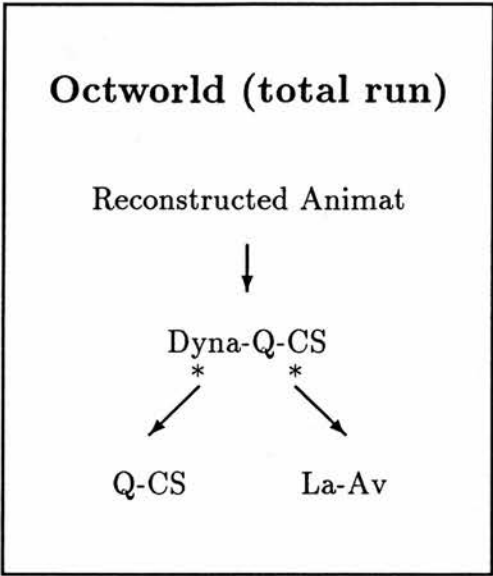 Octworld (total run)
Reconstructed Animat
Dyna-Q-CS
* *
Q-CS La-Av